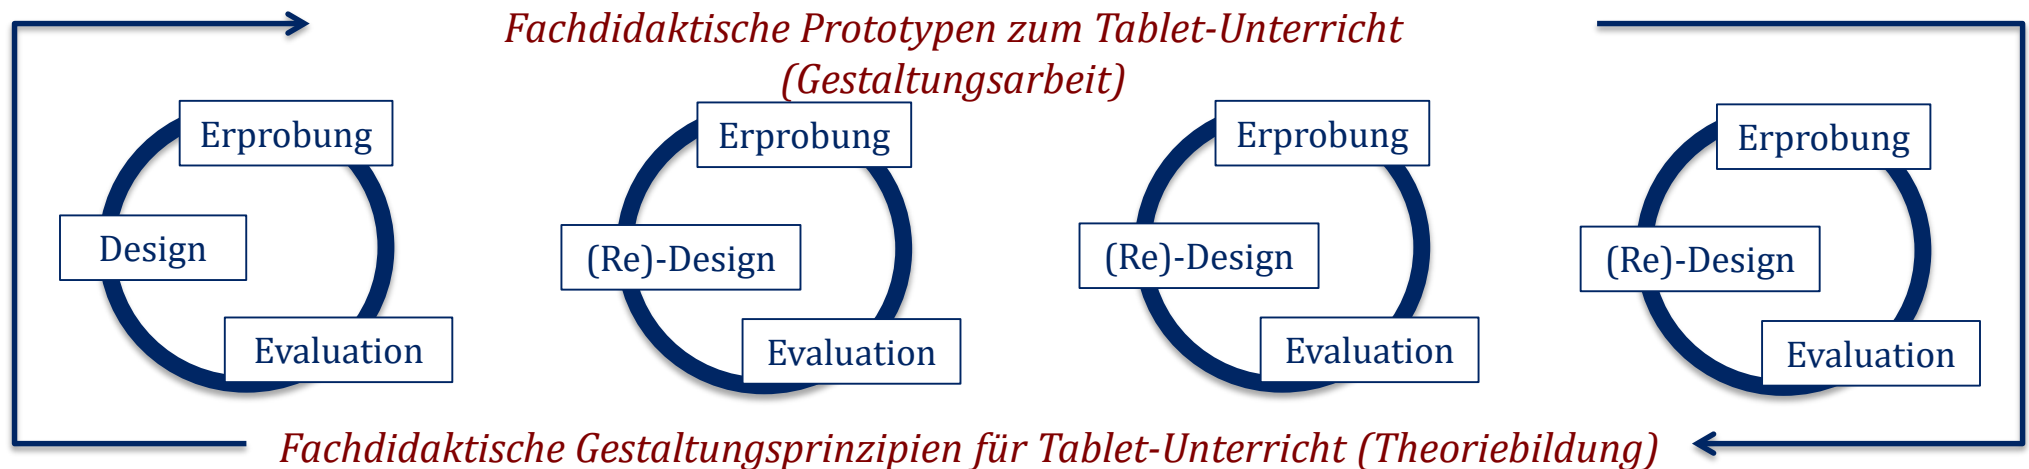 Fachdidaktische Prototypen zum Tablet-Unterricht
(Gestaltungsarbeit)
Erprobung
Design
Evaluation
Erprobung
(Re)-Design
Evaluation
Erprobung
(Re)-Design
Evaluation
Erprobung
(Re)-Design
Evaluation
Fachdidaktische Gestaltungsprinzipien für Tablet-Unterricht (Theoriebildung)